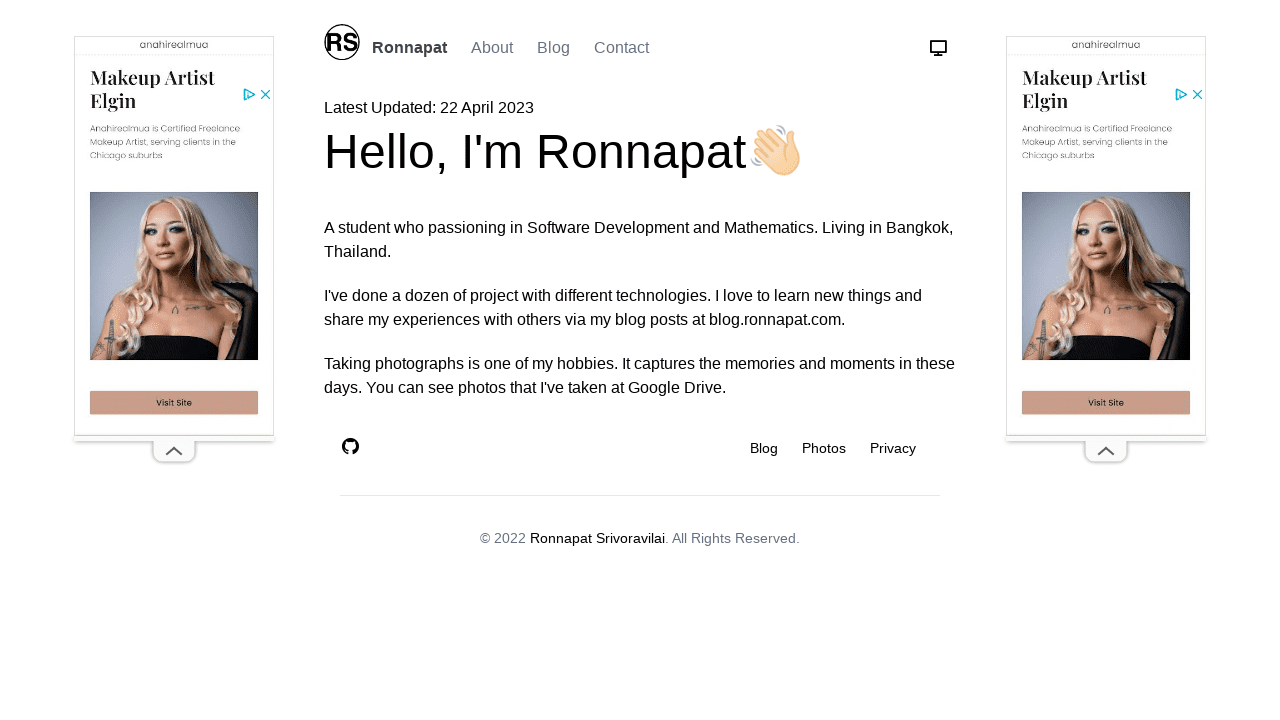 anahirealmua
Makeup Artist
Elgin
Anahirealmua is Certified Freelance
Makeup Artist, serving clients in the
Chicago suburbs
Visit Site
RS
Ronnapat About Blog Contact
Latest Updated: 22 April 2023
Hello, I'm Ronnapat👋🏻
A student who passioning in Software Development and Mathematics. Living in Bangkok,
Thailand.
I've done a dozen of project with different technologies. I love to learn new things and
share my experiences with others via my blog posts at blog.ronnapat.com.
Taking photographs is one of my hobbies. It captures the memories and moments in these
days. You can see photos that I've taken at Google Drive.
Blog Photos Privacy
© 2022 Ronnapat Srivoravilai. All Rights Reserved.
anahirealmua
Makeup Artist
Elgin
Anahirealmua is Certified Freelance
Makeup Artist, serving clients in the
Chicago suburbs
Visit Site